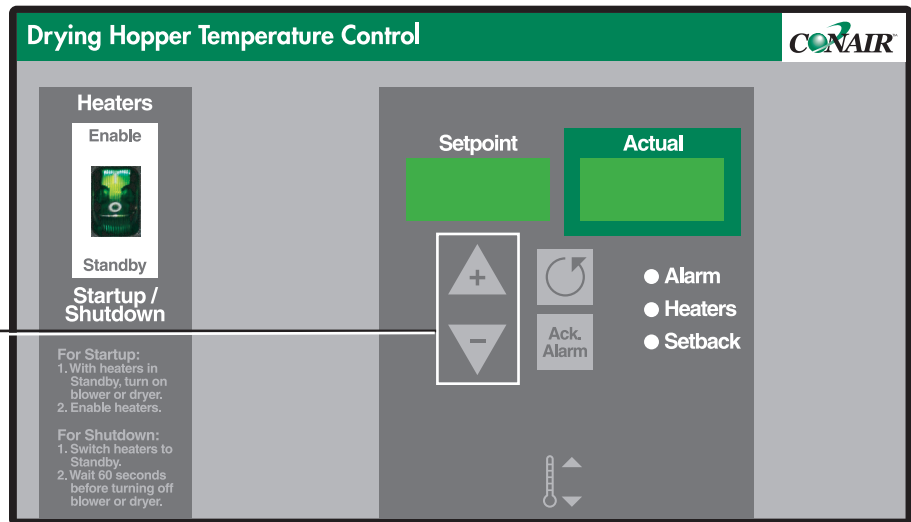 Drying Hopper Temperature Control
CONAIR
Heaters
Enable
Standby
Startup /
Shutdown
For Startup:
1. With heaters in
Standby, turn on
blower or dryer.
2. Enable heaters.
For Shutdown:
1. Switch heaters to
Standby.
2. Wait 60 seconds
before turning off
blower or dryer.
Setpoint
Actual
+
−
Ack.
Alarm
Alarm
Heaters
Setback